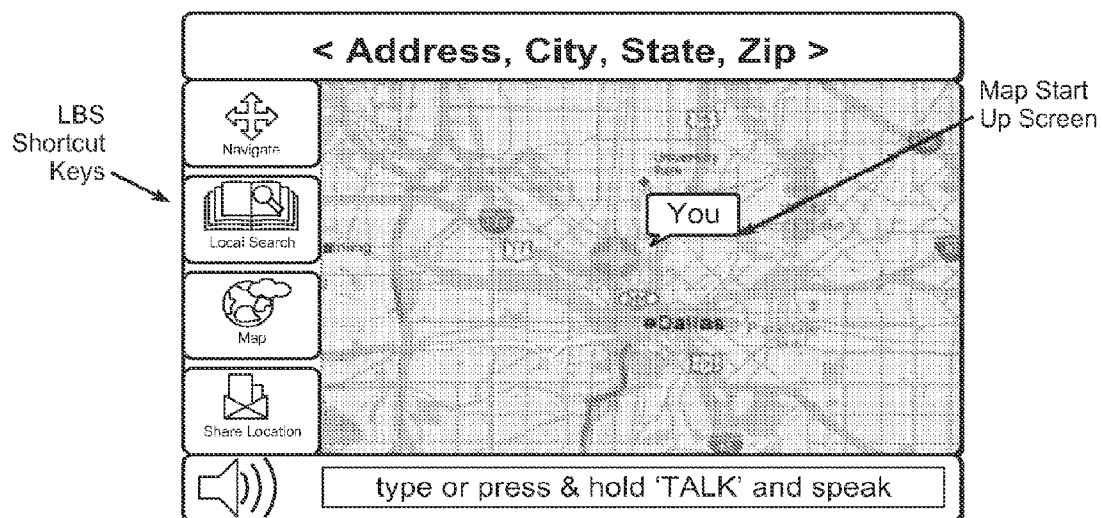 < Address, City, State, Zip >
LBS
Shortcut
Keys
Map Start
Up Screen
Navigate
Local Search
Map
Share Location
You
Dallas
type or press & hold 'TALK' and speak